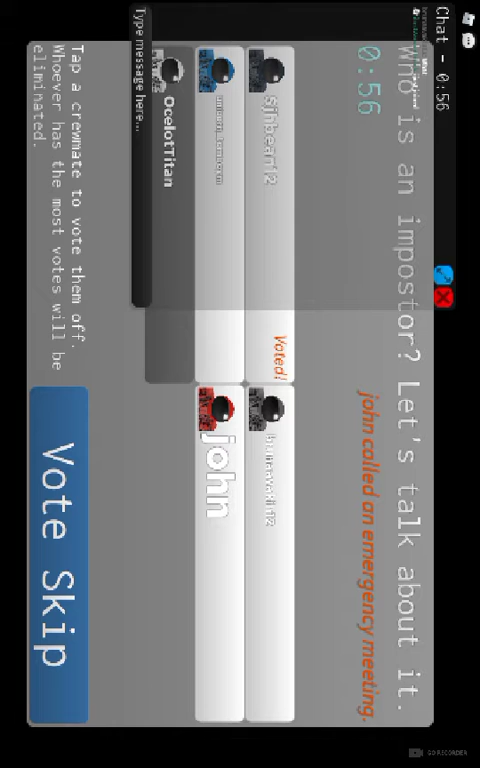 Chat - 0:56
Who is an impostor? Let's talk about it.
0:56
john called an emergency meeting.
Voted!
john
OcelotTitan
Type message here...
Tap a crewmate to vote them off.
Whoever has the most votes will be
eliminated.
Vote Skip
GO RECORDER